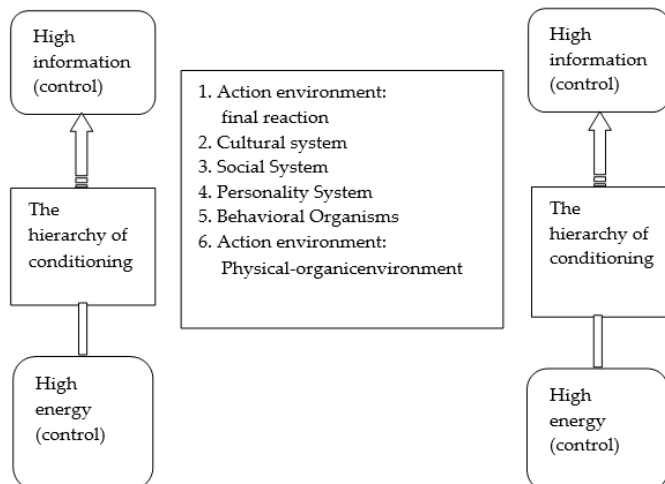 High
information
(control)
The
hierarchy of
conditioning
High
energy
(control)
1. Action environment:
final reaction
2. Cultural system
3. Social System
4. Personality System
5. Behavioral Organisms
6. Action environment:
Physical-organicenvironment
High
information
(control)
The
hierarchy of
conditioning
High
energy
(control)